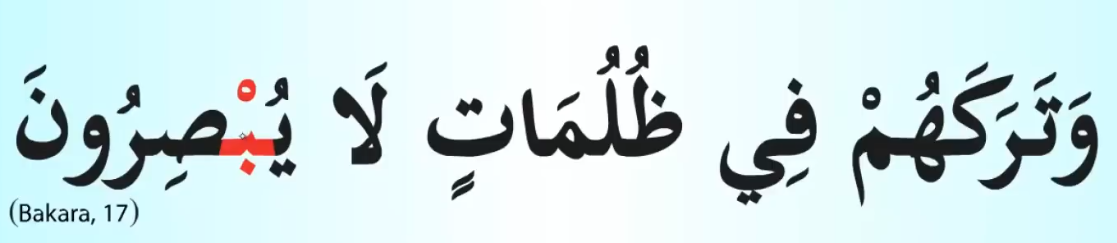 وَتَرَكَهُمْ فِي ظُلُمَاتٍ لَا يُبْصِرُونَ
(Bakara, 17)